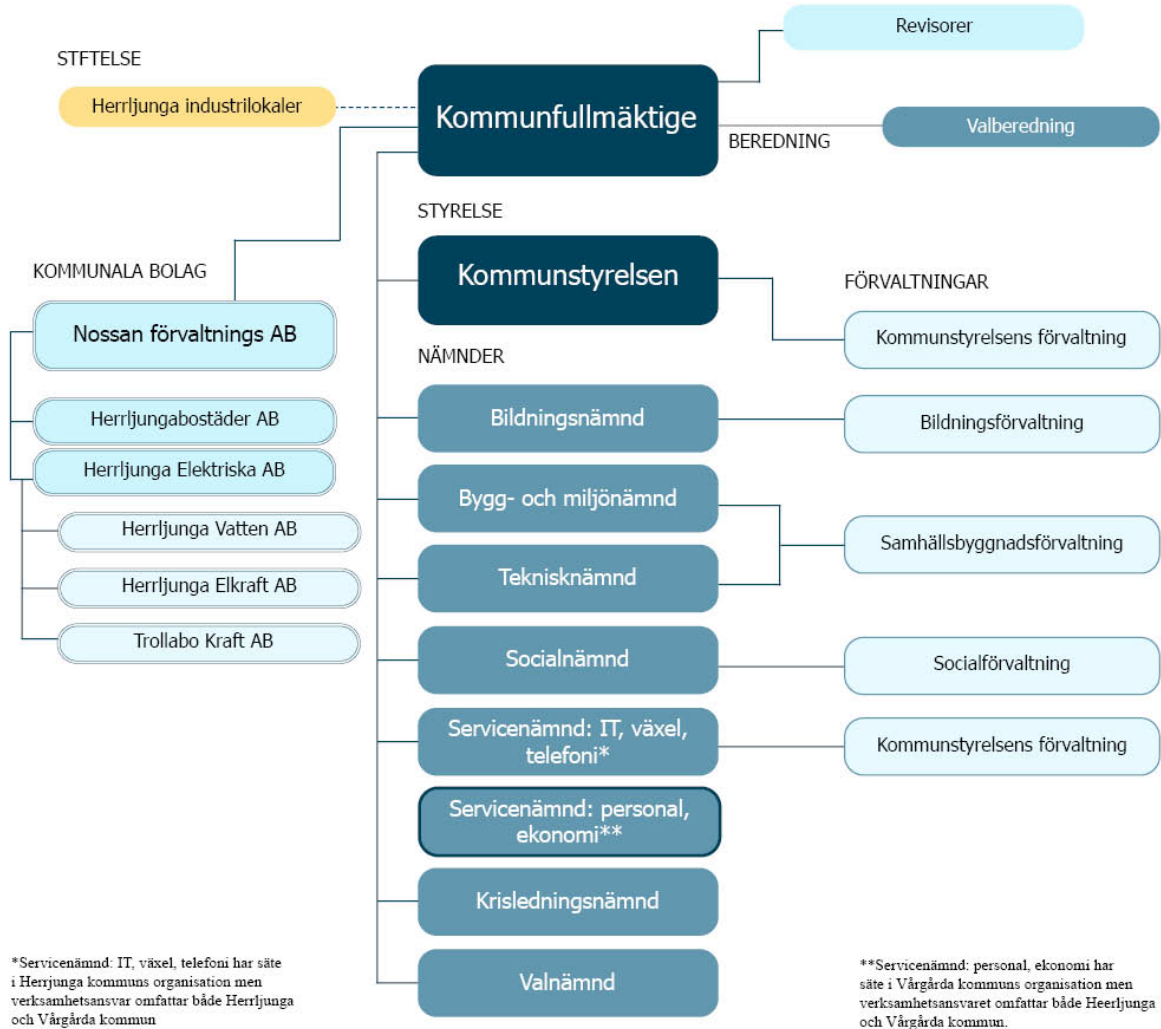 Revisorer
STFTELSE
Herrljunga industrilokaler
Kommunfullmäktige
BEREDNING
Valberedning
STYRELSE
Kommunstyrelsen
KOMMUNALA BOLAG
Nossan förvaltnings AB
Herrljungabostäder AB
Herrljunga Elektriska AB
Herrljunga Vatten AB
Herrljunga Elkraft AB
Trollabo Kraft AB
NÄMNDER
Bildningsnämnd
Bygg- och miljönämnd
Teknisknämnd
Socialnämnd
Servicenämnd: IT, växel,
telefoni*
Servicenämnd: personal,
ekonomi**
Krisledningsnämnd
Valnämnd
FÖRVALTNINGAR
Kommunstyrelsens förvaltning
Bildningsförvaltning
Samhällsbyggnadsförvaltning
Socialförvaltning
Kommunstyrelsens förvaltning
*Servicenämnd: IT, växel, telefoni har säte
i Herrjunga kommuns organisation men
verksamhetsansvar omfattar både Herrljunga
och Vårgårda kommun
**Servicenämnd: personal, ekonomi har
säte i Vårgårda kommuns organisation men
verksamhetsansvaret omfattar både Heerljunga
och Vårgårda kommun.